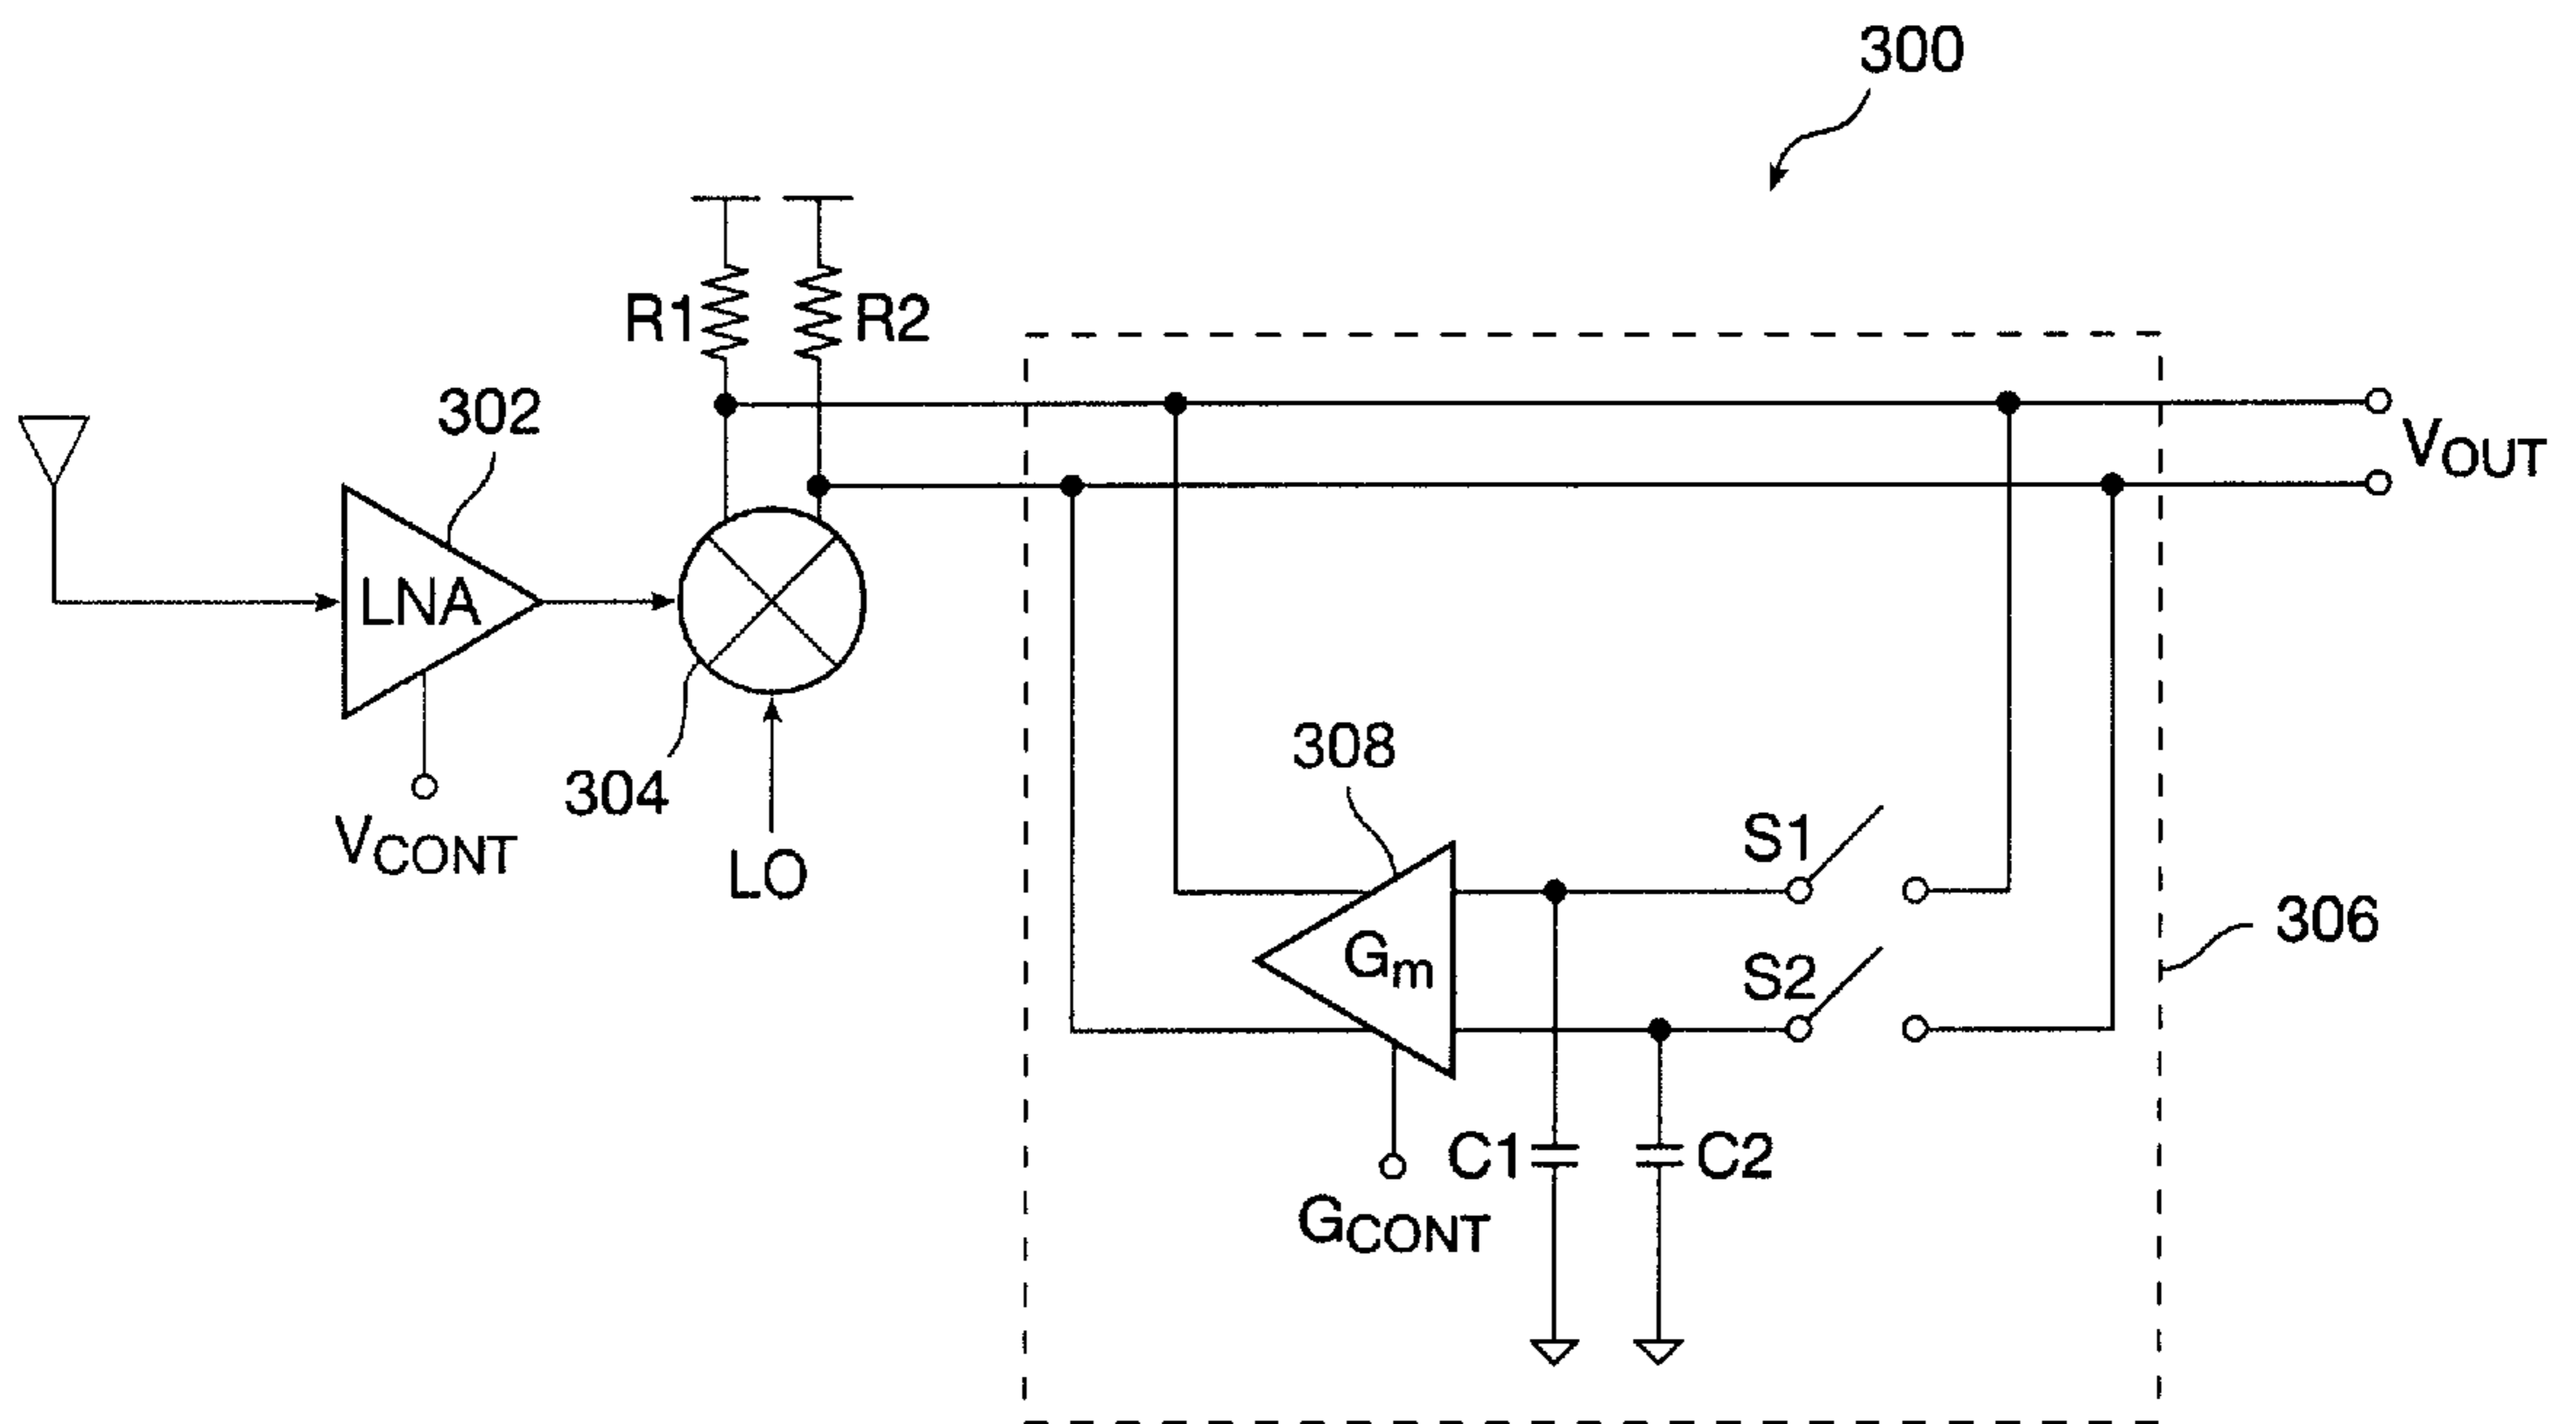 300
R1
R2
302
VOUT
LNA
308
304
VCONT
LO
S1
306
Gm
S2
C1
C2
GCONT